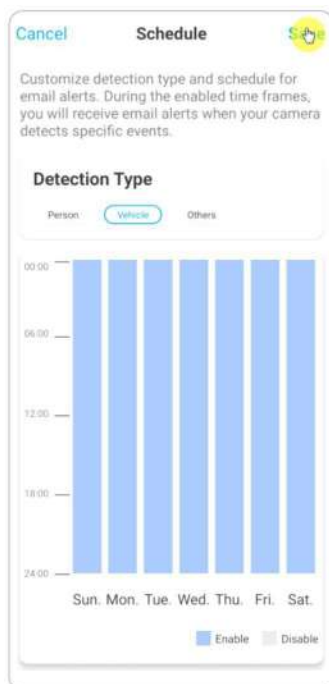 Cancel Schedule Save
Customize detection type and schedule for
email alerts. During the enabled time frames,
you will receive email alerts when your camera
detects specific events.
Detection Type
Person Vehicle Others
00:00
06:00
12:00
18:00
24:00
Sun. Mon. Tue. Wed. Thu. Fri. Sat.
Enable Disable